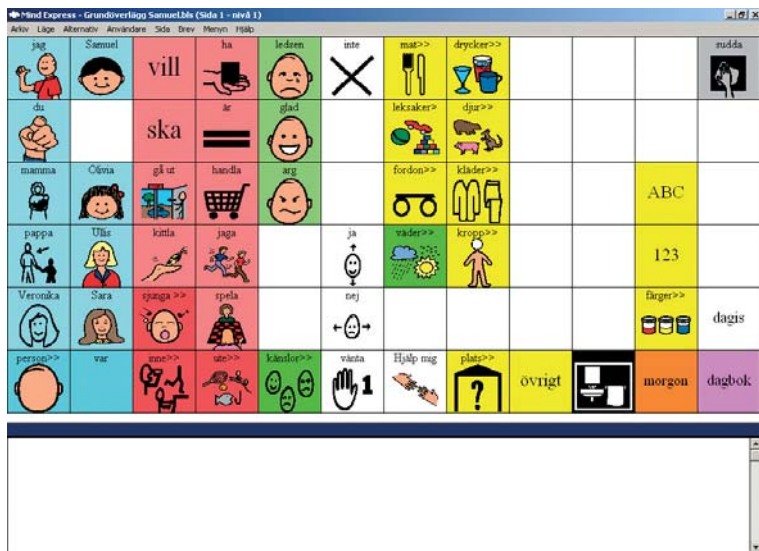 Mind Express - Grundöverlägg Samuel.bls (Sida 1 - nivå 1)
Arkiv Läge Alternativ Användare Sida Brev Menyn Hjälp
jag Samuel vill ha ledsen inte mat>> drycker>> sudda
du ska är glad leksaker> djur>>
mamma Olivia gå ut handla arg fordon>> kläder>> ABC
pappa Ullis kittla jaga ja väder>> kropp>> 123
Veronika Sara sjunga >> spela nej färger>> dagis
person>> var inne>> ute>> känslor>> vänta Hjälp mig plats>> övrigt morgon dagbok
1 ?